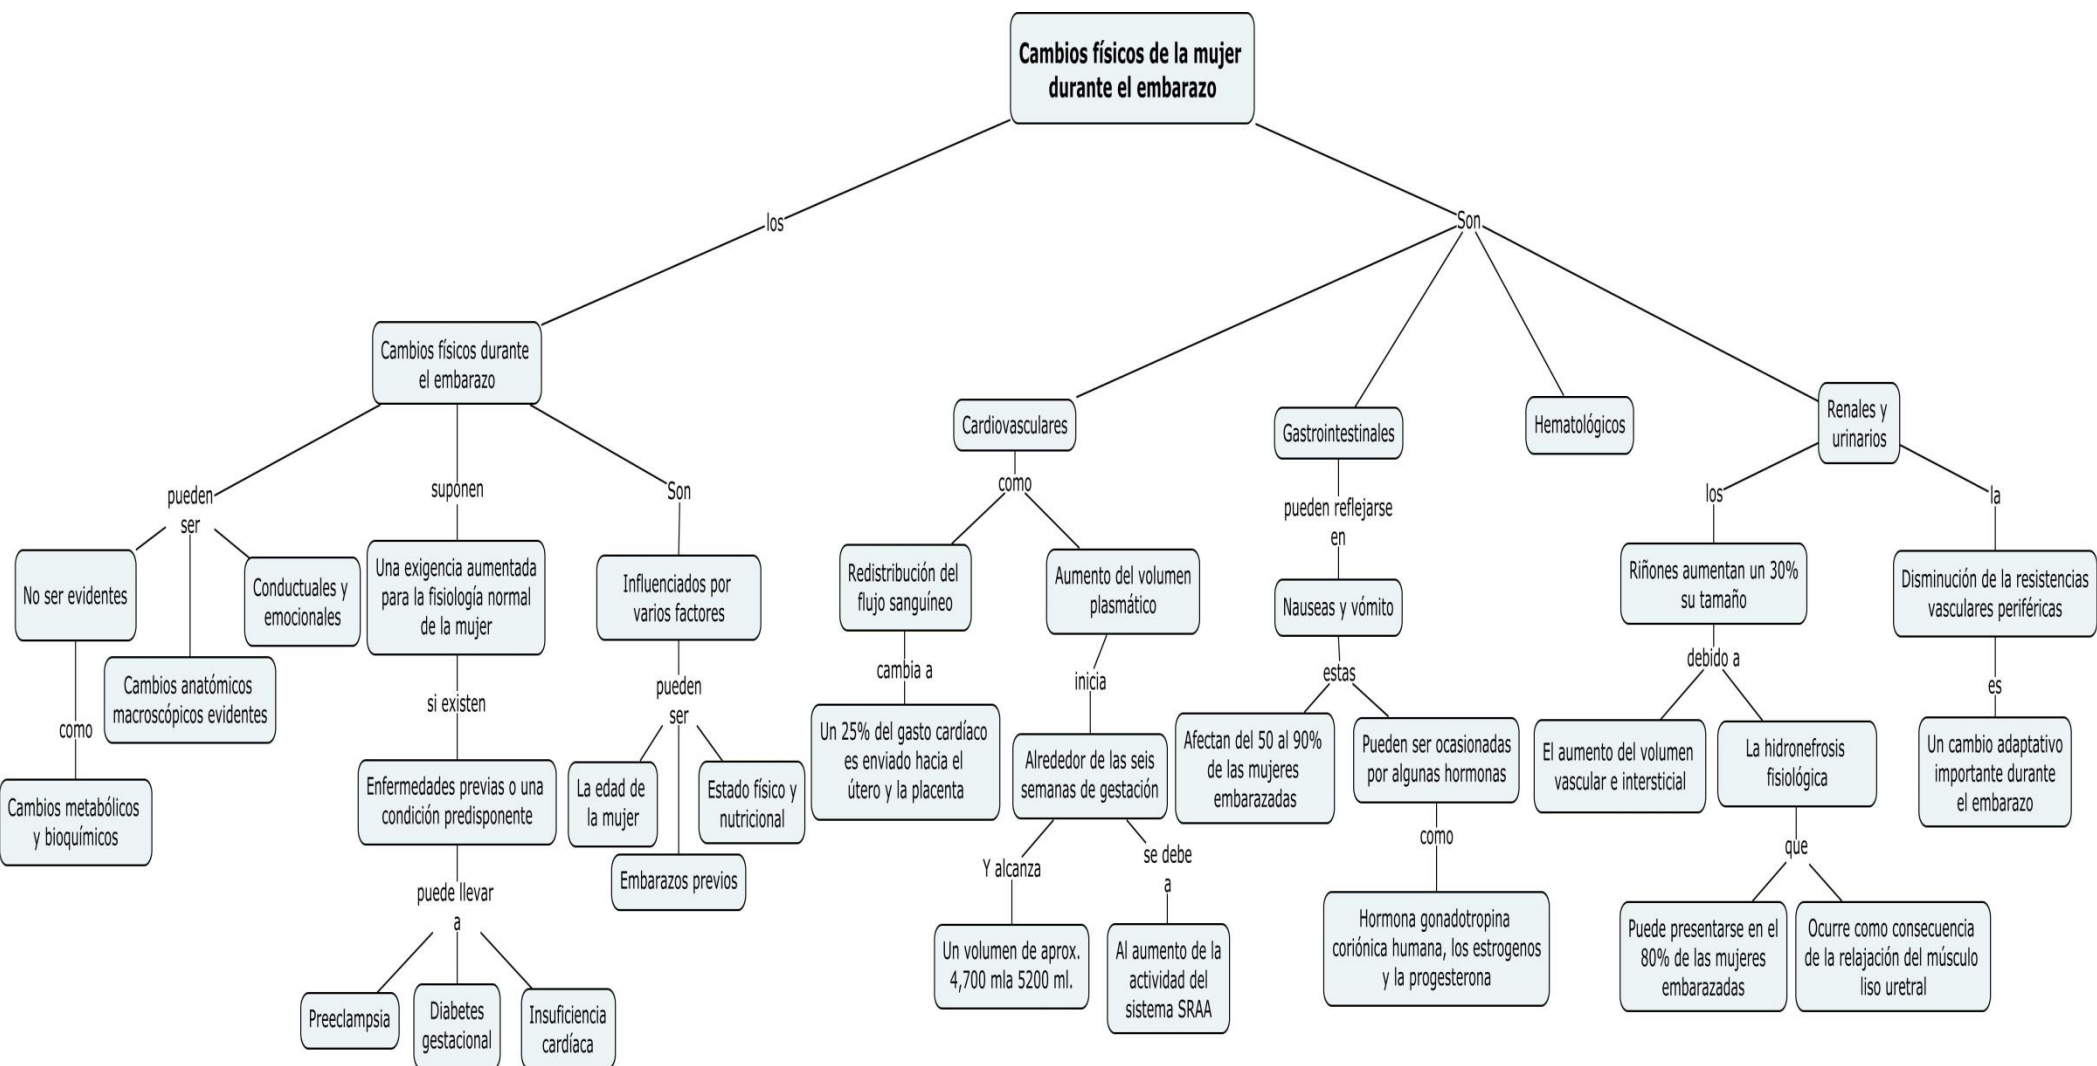 Cambios físicos de la mujer
durante el embarazo
los
Son
Cambios físicos durante
el embarazo
pueden
ser
No ser evidentes
como
Cambios metabólicos
y bioquímicos
Cambios anatómicos
macroscópicos evidentes
Conductuales y
emocionales
suponen
Una exigencia aumentada
para la fisiología normal
de la mujer
si existen
Enfermedades previas o una
condición predisponente
puede llevar
a
Preeclampsia
Diabetes
gestacional
Insuficiencia
cardíaca
Son
Influenciados por
varios factores
pueden
ser
La edad de
la mujer
Embarazos previos
Estado físico y
nutricional
Cardiovasculares
como
Redistribución del
flujo sanguíneo
cambia a
Un 25% del gasto cardíaco
es enviado hacia el
útero y la placenta
Aumento del volumen
plasmático
inicia
Alrededor de las seis
semanas de gestación
Y alcanza
Un volumen de aprox.
4,700 mla 5200 ml.
se debe
a
Al aumento de la
actividad del
sistema SRAA
Gastrointestinales
pueden reflejarse
en
Nauseas y vómito
estas
Afectan del 50 al 90%
de las mujeres
embarazadas
Pueden ser ocasionadas
por algunas hormonas
como
Hormona gonadotropina
coriónica humana, los estrogenos
y la progesterona
Hematológicos
Renales y
urinarios
los
Riñones aumentan un 30%
su tamaño
debido a
El aumento del volumen
vascular e intersticial
La hidronefrosis
fisiológica
que
Puede presentarse en el
80% de las mujeres
embarazadas
Ocurre como consecuencia
de la relajación del músculo
liso uretral
la
Disminución de la resistencias
vasculares periféricas
es
Un cambio adaptativo
importante durante
el embarazo